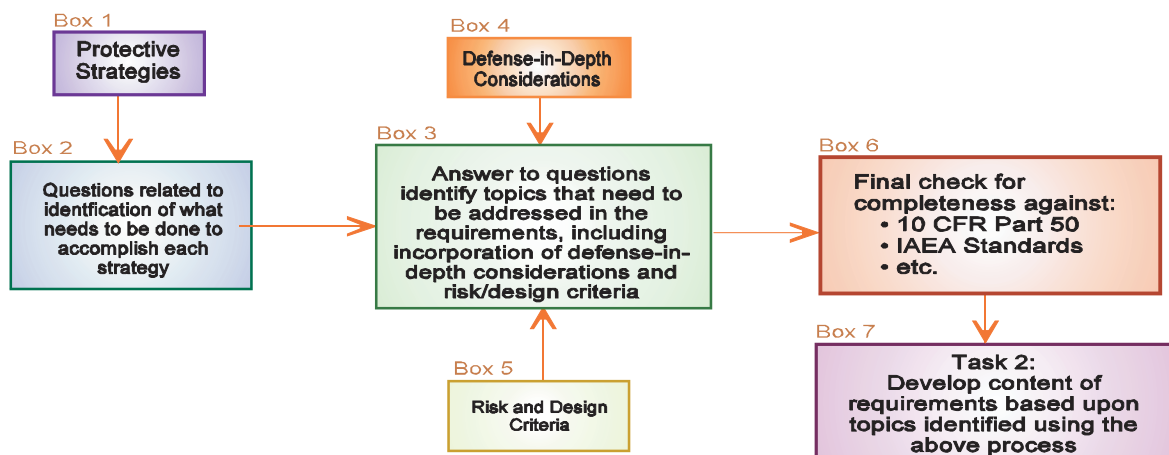 Box 1
Protective
Strategies
Box 2
Questions related to
identfication of what
needs to be done to
accomplish each
strategy
Box 4
Defense-in-Depth
Considerations
Box 3
Answer to questions
identify topics that need to
be addressed in the
requirements, including
incorporation of defense-in-
depth considerations and
risk/design criteria
Box 5
Risk and Design
Criteria
Box 6
Final check for
completeness against:
• 10 CFR Part 50
• IAEA Standards
• etc.
Box 7
Task 2:
Develop content of
requirements based upon
topics identified using the
above process